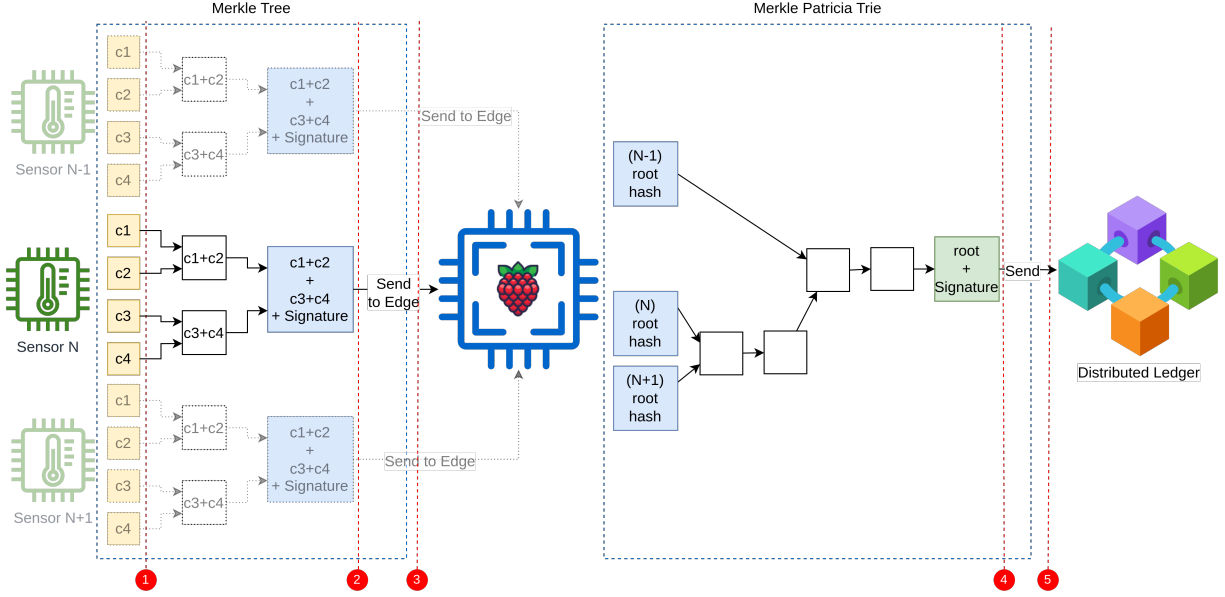 Merkle Tree
Merkle Patricia Trie
c1
c2
c3
c4
c1+c2
c3+c4
c1+c2
+
c3+c4
+ Signature
Send to Edge
Sensor N-1
c1
c2
c3
c4
c1+c2
c3+c4
c1+c2
+
c3+c4
+ Signature
Send
to Edge
Sensor N
c1
c2
c3
c4
c1+c2
c3+c4
c1+c2
+
c3+c4
+ Signature
Send to Edge
Sensor N+1
(N-1)
root
hash
(N)
root
hash
(N+1)
root
hash
root
+
Signature
Send
Distributed Ledger
1
2
3
4
5